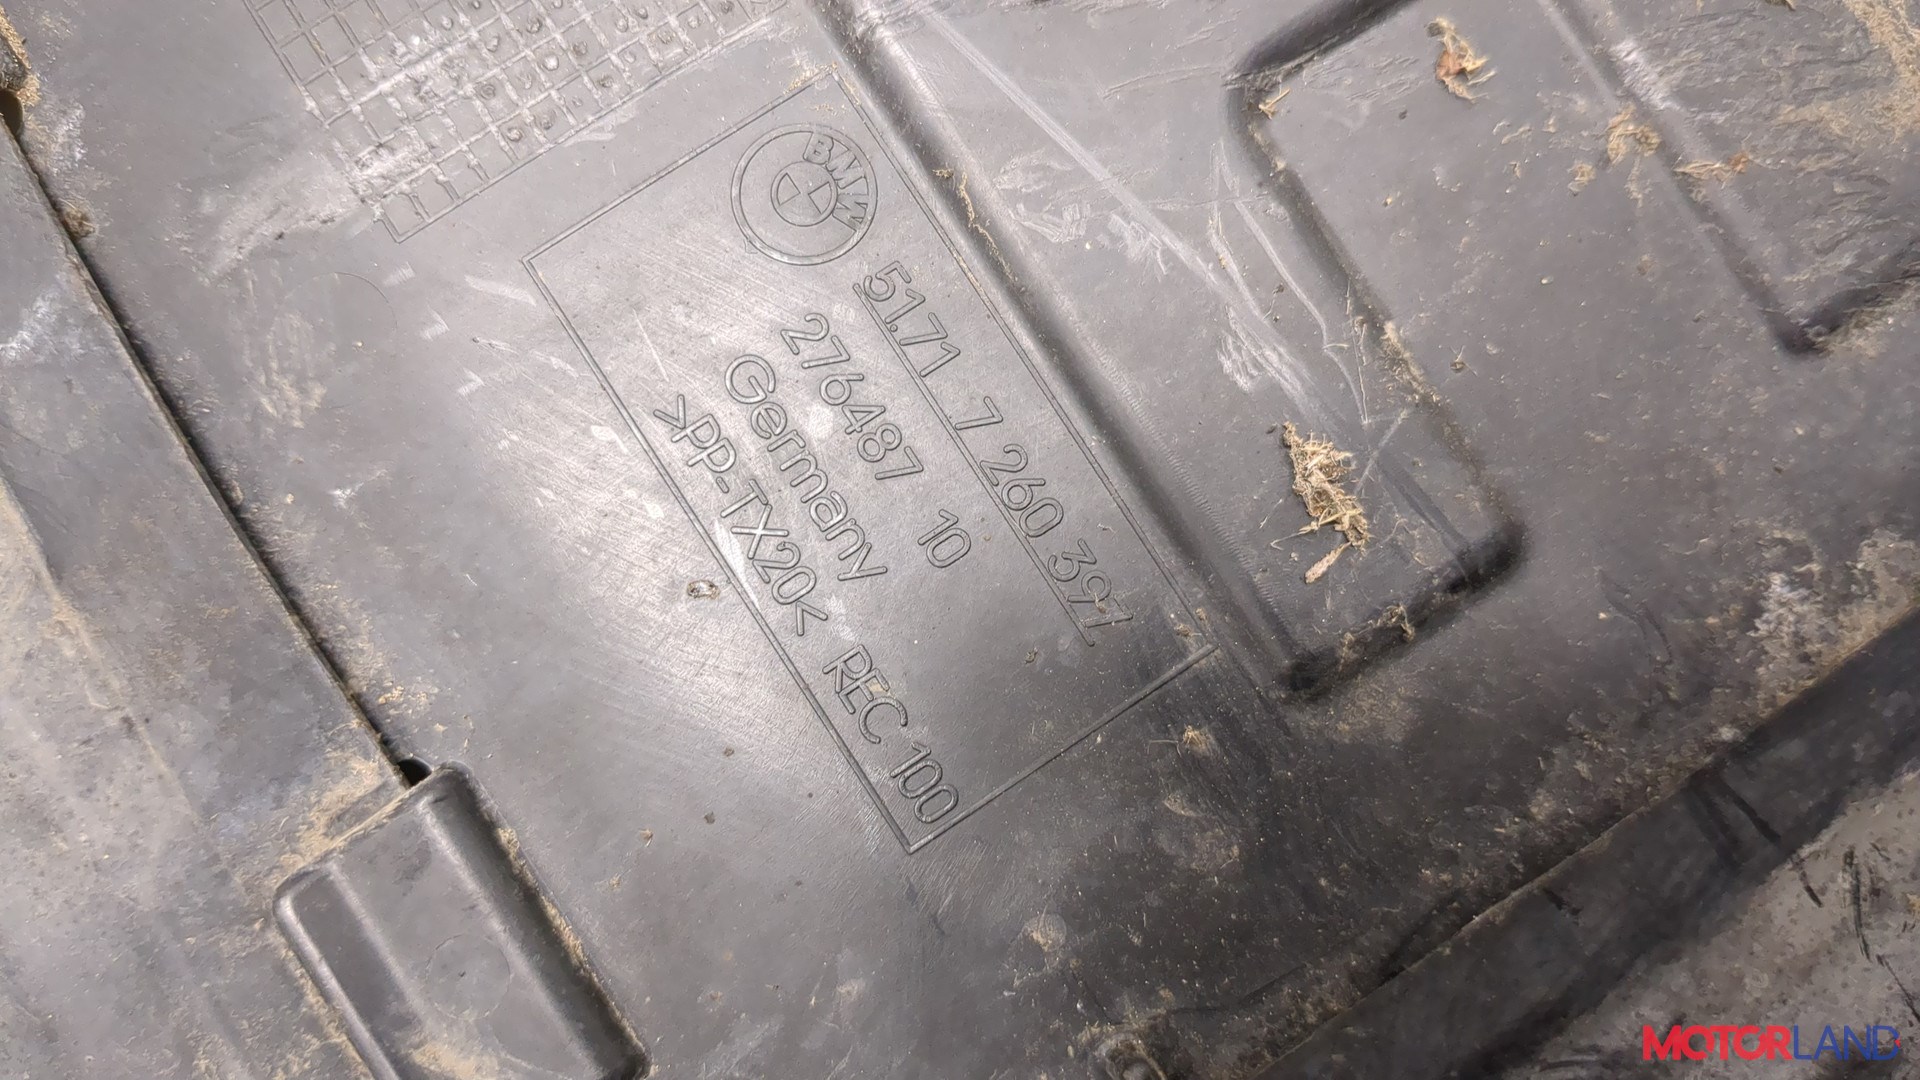 BMW
51.71 7 260 397
276487 10
Germany
>PP-TX20< REC 100
MOTORLAND